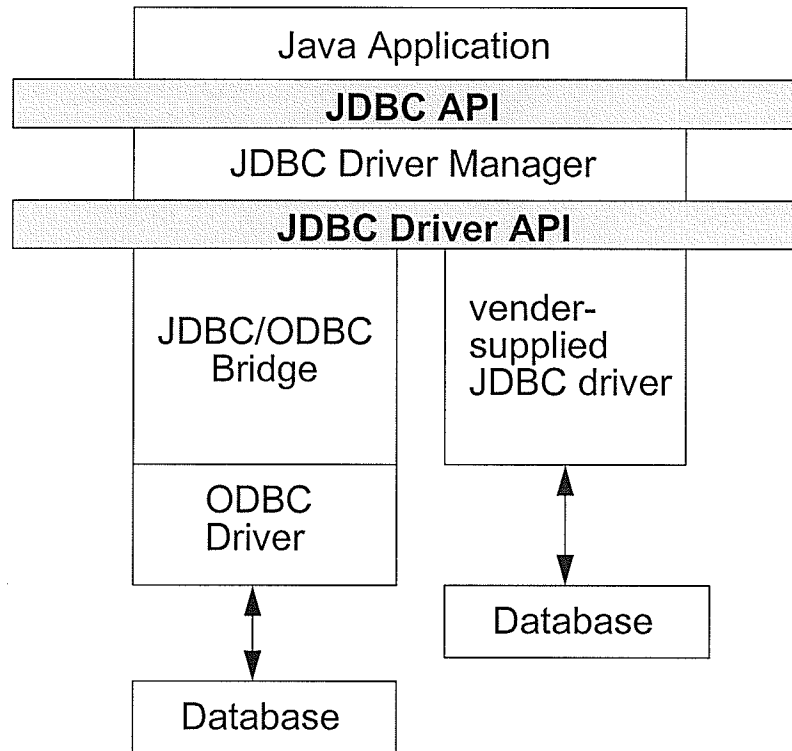 Java Application
JDBC API
JDBC Driver Manager
JDBC Driver API
JDBC/ODBC
Bridge
ODBC
Driver
Database
vender-
supplied
JDBC driver
Database